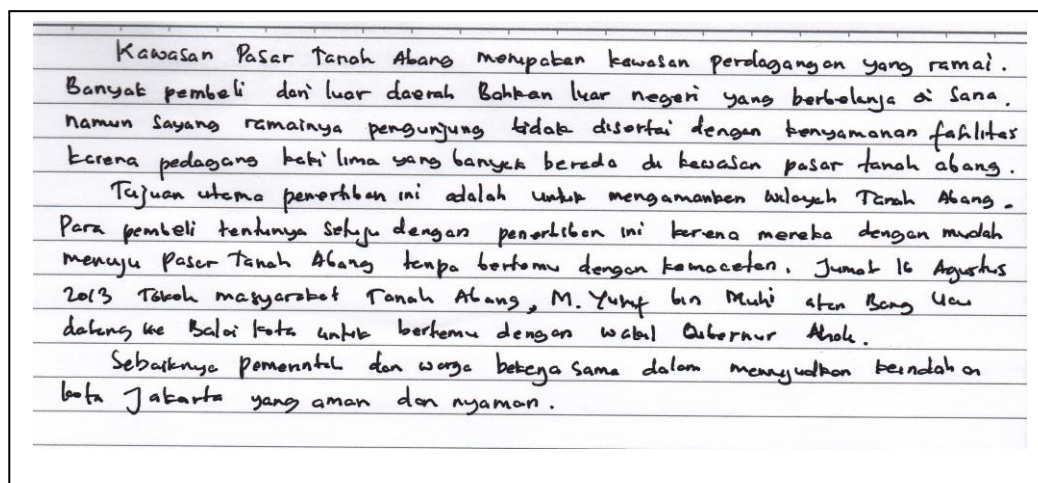 Kawasan Pasar Tanah Abang merupakan kawasan perdagangan yang ramai.
Banyak pembeli dari luar daerah Bahkan luar negeri yang berbelanja di Sana.
namun Sayang ramainya pengunjung tidak disertai dengan kenyamanan fasilitas
karena pedagang kaki lima yang banyak berada di kawasan pasar tanah abang.
Tujuan utama penertiban ini adalah untuk mengamankan wilayah Tanah Abang.
Para pembeli tentunya Setuju dengan penertiban ini karena mereka dengan mudah
menuju Pasar Tanah Abang tanpa bertemu dengan kemacetan. Jumat 16 Agustus
2013 Tokoh masyarakat Tanah Abang, M. Yusuf bin Muhi atau Bang Ucu
datang ke Balai kota untuk bertemu dengan wakil Gubernur Ahok.
Sebaiknya pemerintah dan warga bekerja Sama dalam mewujudkan keindahan
kota Jakarta yang aman dan nyaman.